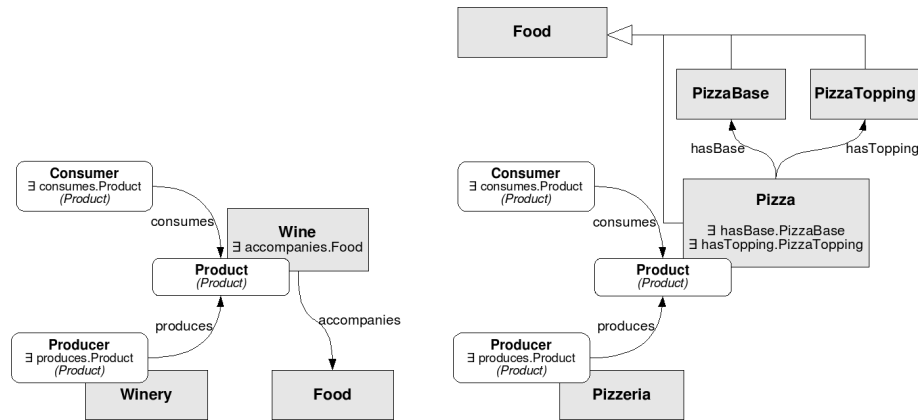 Consumer
∃ consumes.Product
(Product)
consumes
Wine
∃ accompanies.Food
Product
(Product)
produces
accompanies
Producer
∃ produces.Product
(Product)
Winery
Food
Food
PizzaBase
PizzaTopping
hasBase
hasTopping
Consumer
∃ consumes.Product
(Product)
consumes
Pizza
∃ hasBase.PizzaBase
∃ hasTopping.PizzaTopping
Product
(Product)
produces
Producer
∃ produces.Product
(Product)
Pizzeria